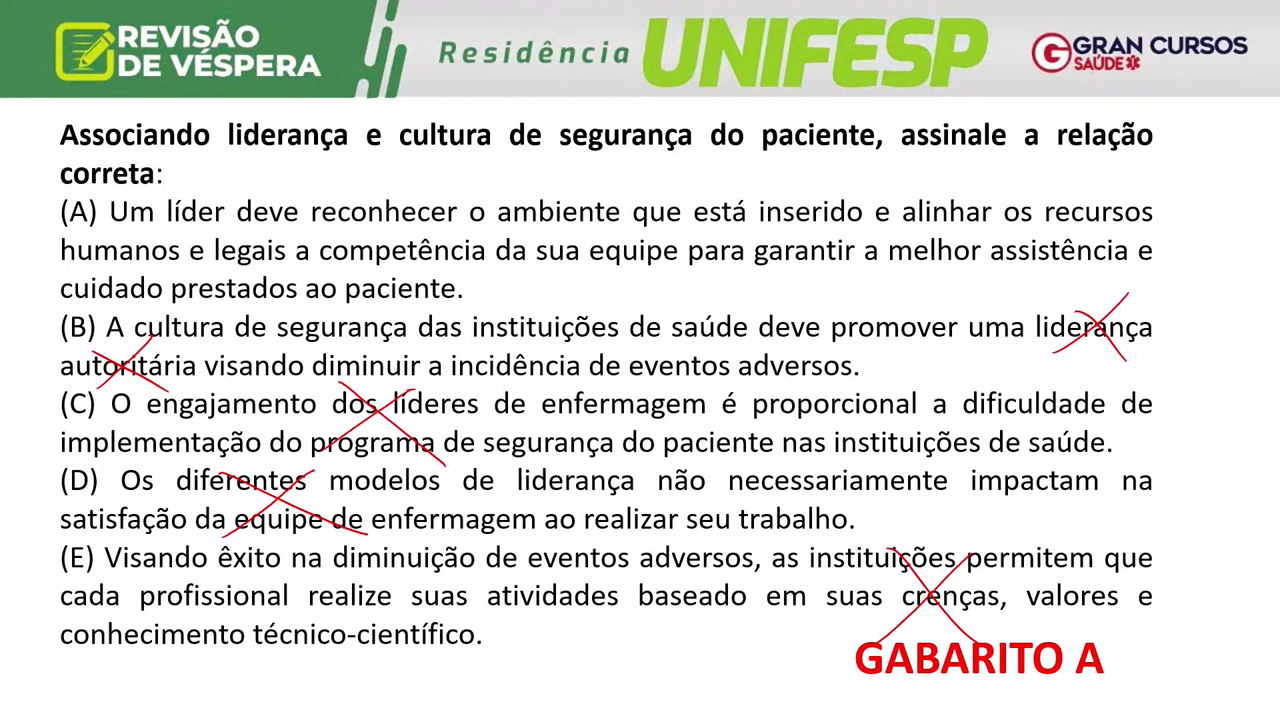 REVISÃO
DE VÉSPERA
Residência UNIFESP
GRAN CURSOS
SAÚDE
Associando liderança e cultura de segurança do paciente, assinale a relação
correta:
(A) Um líder deve reconhecer o ambiente que está inserido e alinhar os recursos
humanos e legais a competência da sua equipe para garantir a melhor assistência e
cuidado prestados ao paciente.
(B) A cultura de segurança das instituições de saúde deve promover uma liderança
autoritária visando diminuir a incidência de eventos adversos.
(C) O engajamento dos líderes de enfermagem é proporcional a dificuldade de
implementação do programa de segurança do paciente nas instituições de saúde.
(D) Os diferentes modelos de liderança não necessariamente impactam na
satisfação da equipe de enfermagem ao realizar seu trabalho.
(E) Visando êxito na diminuição de eventos adversos, as instituições permitem que
cada profissional realize suas atividades baseado em suas crenças, valores e
conhecimento técnico-científico.
GABARITO A